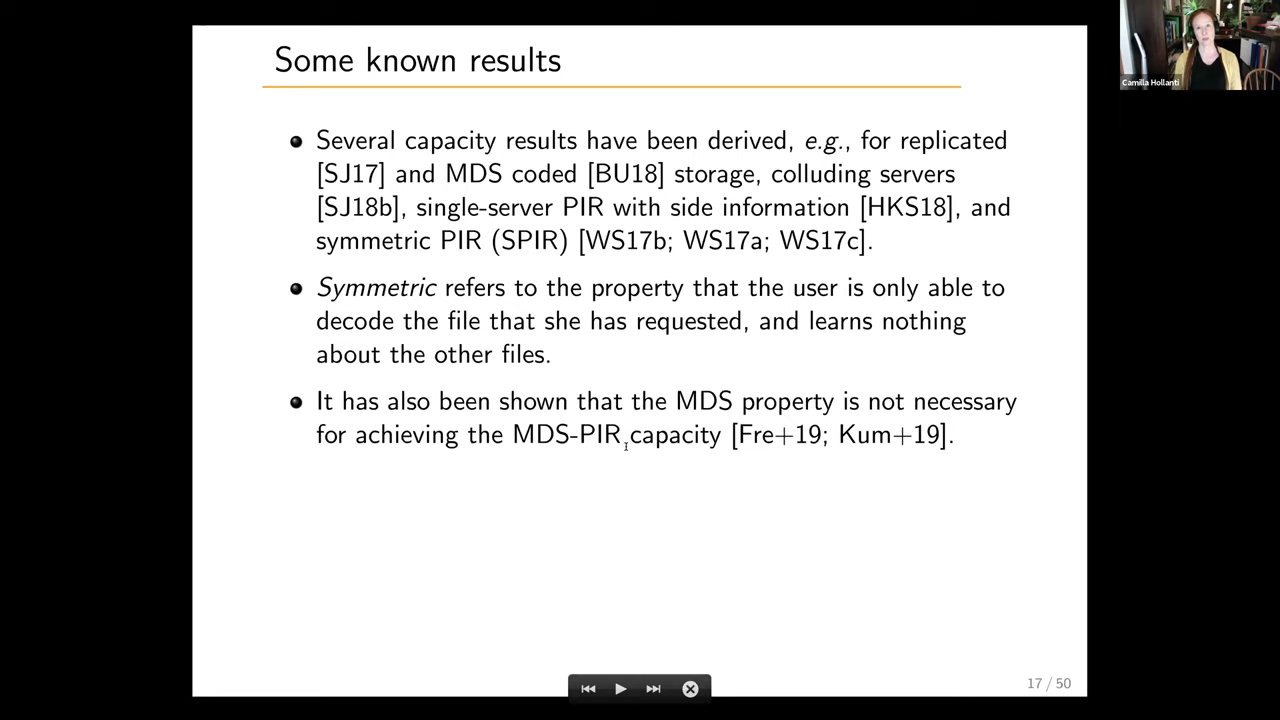 Some known results
Several capacity results have been derived, e.g., for replicated
[SJ17] and MDS coded [BU18] storage, colluding servers
[SJ18b], single-server PIR with side information [HKS18], and
symmetric PIR (SPIR) [WS17b; WS17a; WS17c].
Symmetric refers to the property that the user is only able to
decode the file that she has requested, and learns nothing
about the other files.
It has also been shown that the MDS property is not necessary
for achieving the MDS-PIR capacity [Fre+19; Kum+19].
17 / 50
Camilla Hollanti